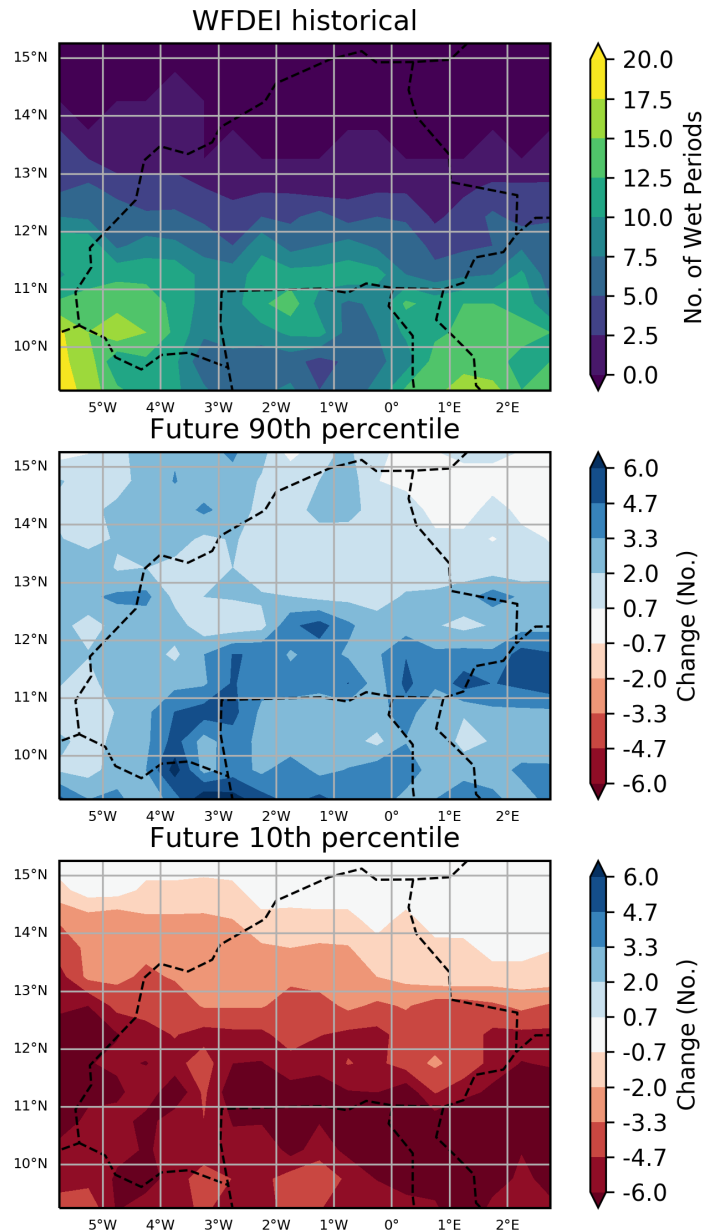 WFDEI historical
15°N
14°N
13°N
12°N
11°N
10°N
5°W 4°W 3°W 2°W 1°W 0° 1°E 2°E
20.0
17.5
15.0
12.5
10.0
7.5
5.0
2.5
0.0
No. of Wet Periods
Future 90th percentile
15°N
14°N
13°N
12°N
11°N
10°N
5°W 4°W 3°W 2°W 1°W 0° 1°E 2°E
6.0
4.7
3.3
2.0
0.7
-0.7
-2.0
-3.3
-4.7
-6.0
Change (No.)
Future 10th percentile
15°N
14°N
13°N
12°N
11°N
10°N
5°W 4°W 3°W 2°W 1°W 0° 1°E 2°E
6.0
4.7
3.3
2.0
0.7
-0.7
-2.0
-3.3
-4.7
-6.0
Change (No.)